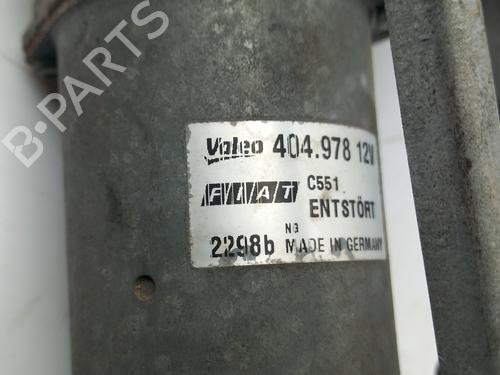 B-PARTS
Valeo 404.978 12V
FIAT C551
ENTSTÖRT
N3
2298b MADE IN GERMANY